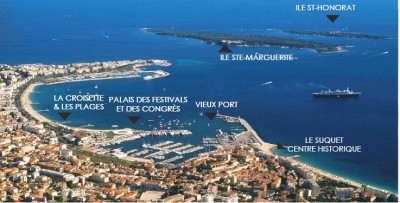 ILE ST-HONORAT
ILE STE-MÁRGUERITE
LA CROISETTE
& LES PLAGES
PALAIS DES FESTIVALS
ET DES CONGRÈS
VIEUX PORT
LE SUQUET
CENTRE HISTORIQUE